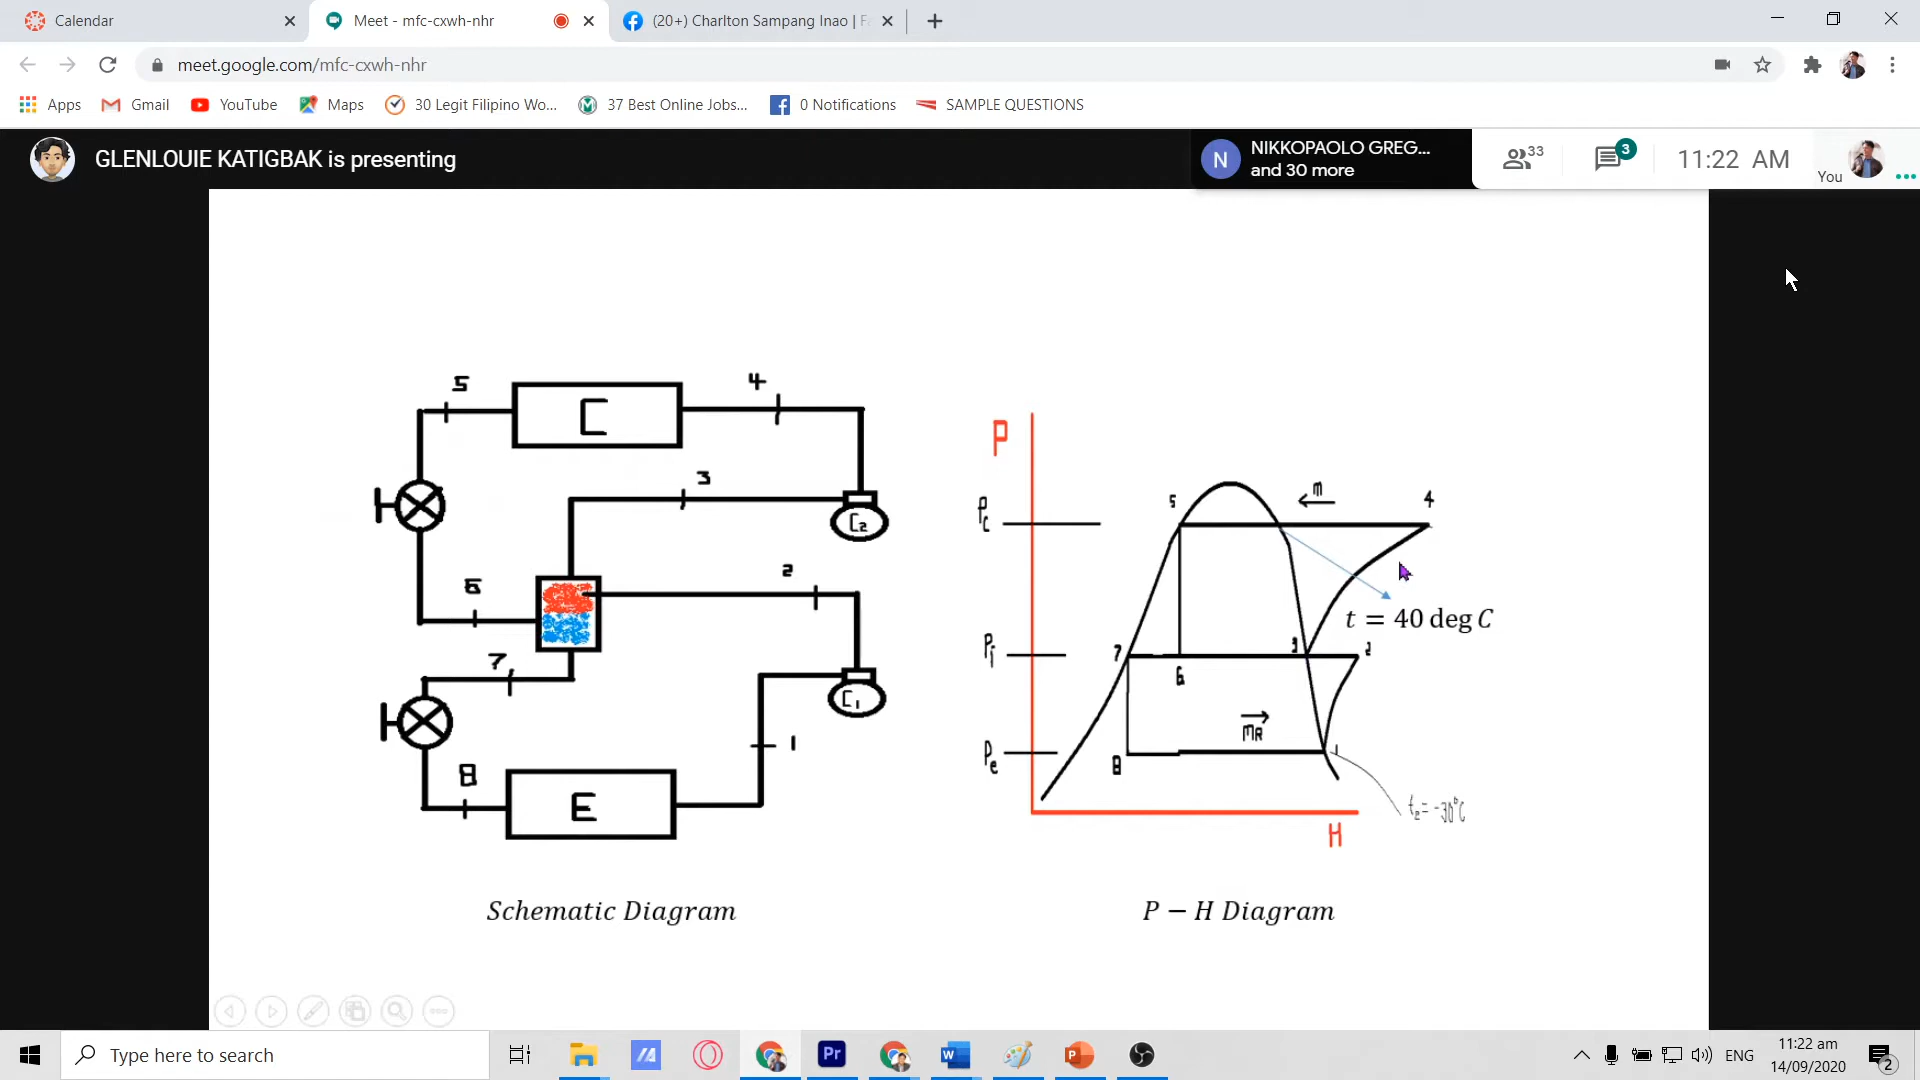 Calendar
Meet - mfc-cxwh-nhr
(20+) Charlton Sampang Inao | F
meet.google.com/mfc-cxwh-nhr
Apps
Gmail
YouTube
Maps
30 Legit Filipino Wo...
37 Best Online Jobs...
0 Notifications
SAMPLE QUESTIONS
GLENLOUIE KATIGBAK is presenting
N
NIKKOPAOLO GREG...
and 30 more
33
3
11:22 AM
You
5
C
4
3
C2
6
2
7
C1
1
8
E
Schematic Diagram
P
Pc
5
m
4
t = 40 deg C
Pi
7
6
3
2
Pe
8
mR
1
t2 = -30°C
H
P – H Diagram
Type here to search
Pr
W
P
ENG
11:22 am
14/09/2020
2